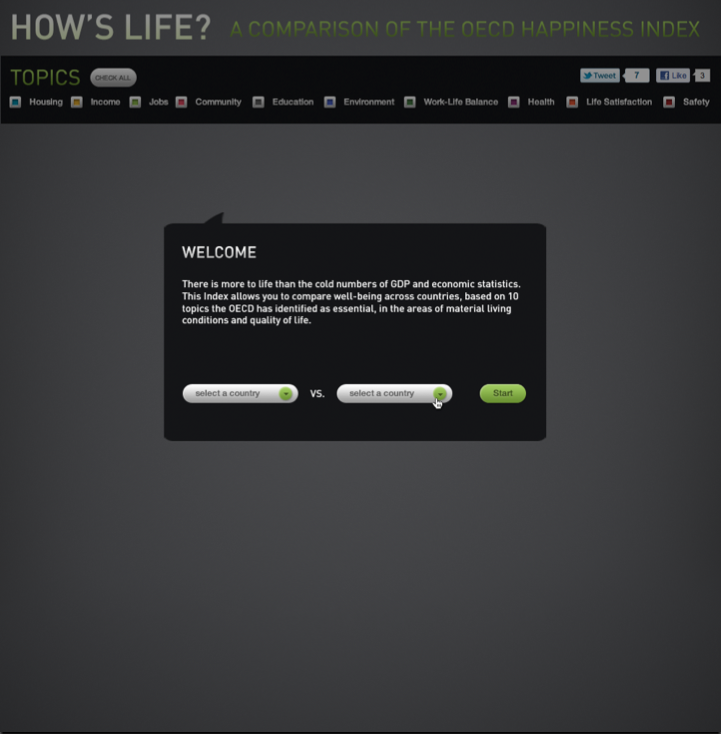 HOW'S LIFE? A COMPARISON OF THE OECD HAPPINESS INDEX
TOPICS CHECK ALL Tweet 7 Like 3
Housing Income Jobs Community Education Environment Work-Life Balance Health Life Satisfaction Safety
WELCOME
There is more to life than the cold numbers of GDP and economic statistics.
This Index allows you to compare well-being across countries, based on 10
topics the OECD has identified as essential, in the areas of material living
conditions and quality of life.
select a country VS. select a country Start